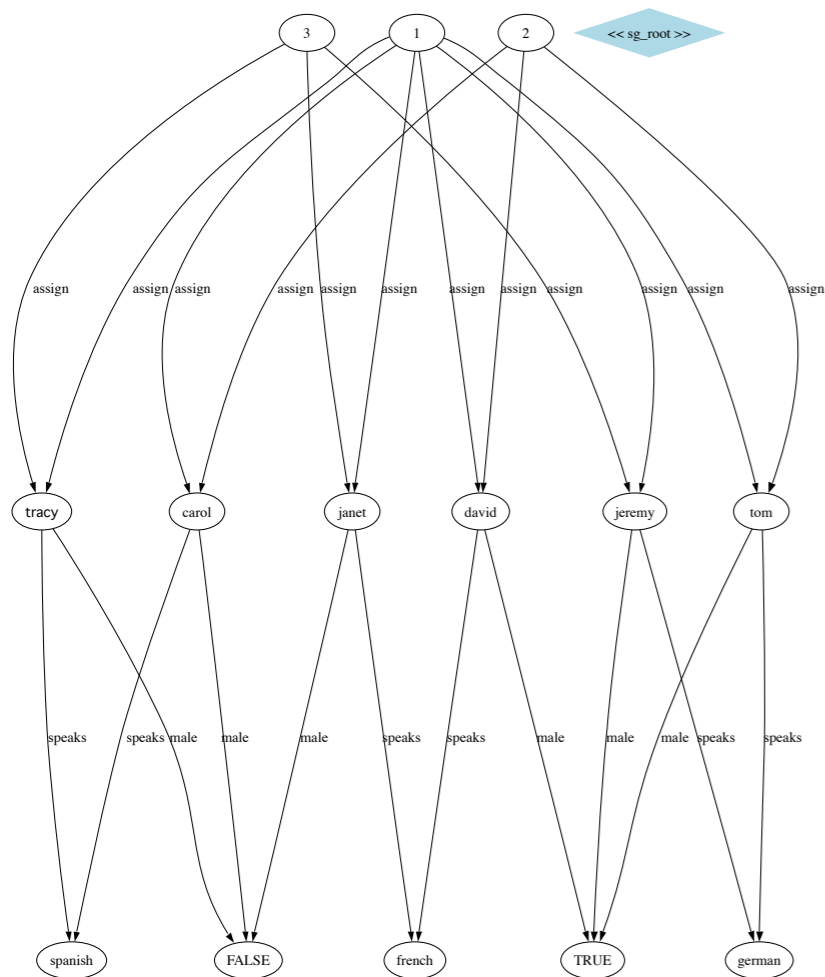 3 1 2 << sg_root >>
assign assign assign assign assign assign assign assign assign assign assign assign
tracy carol janet david jeremy tom
speaks speaks male male male speaks speaks male male speaks male speaks
spanish FALSE french TRUE german